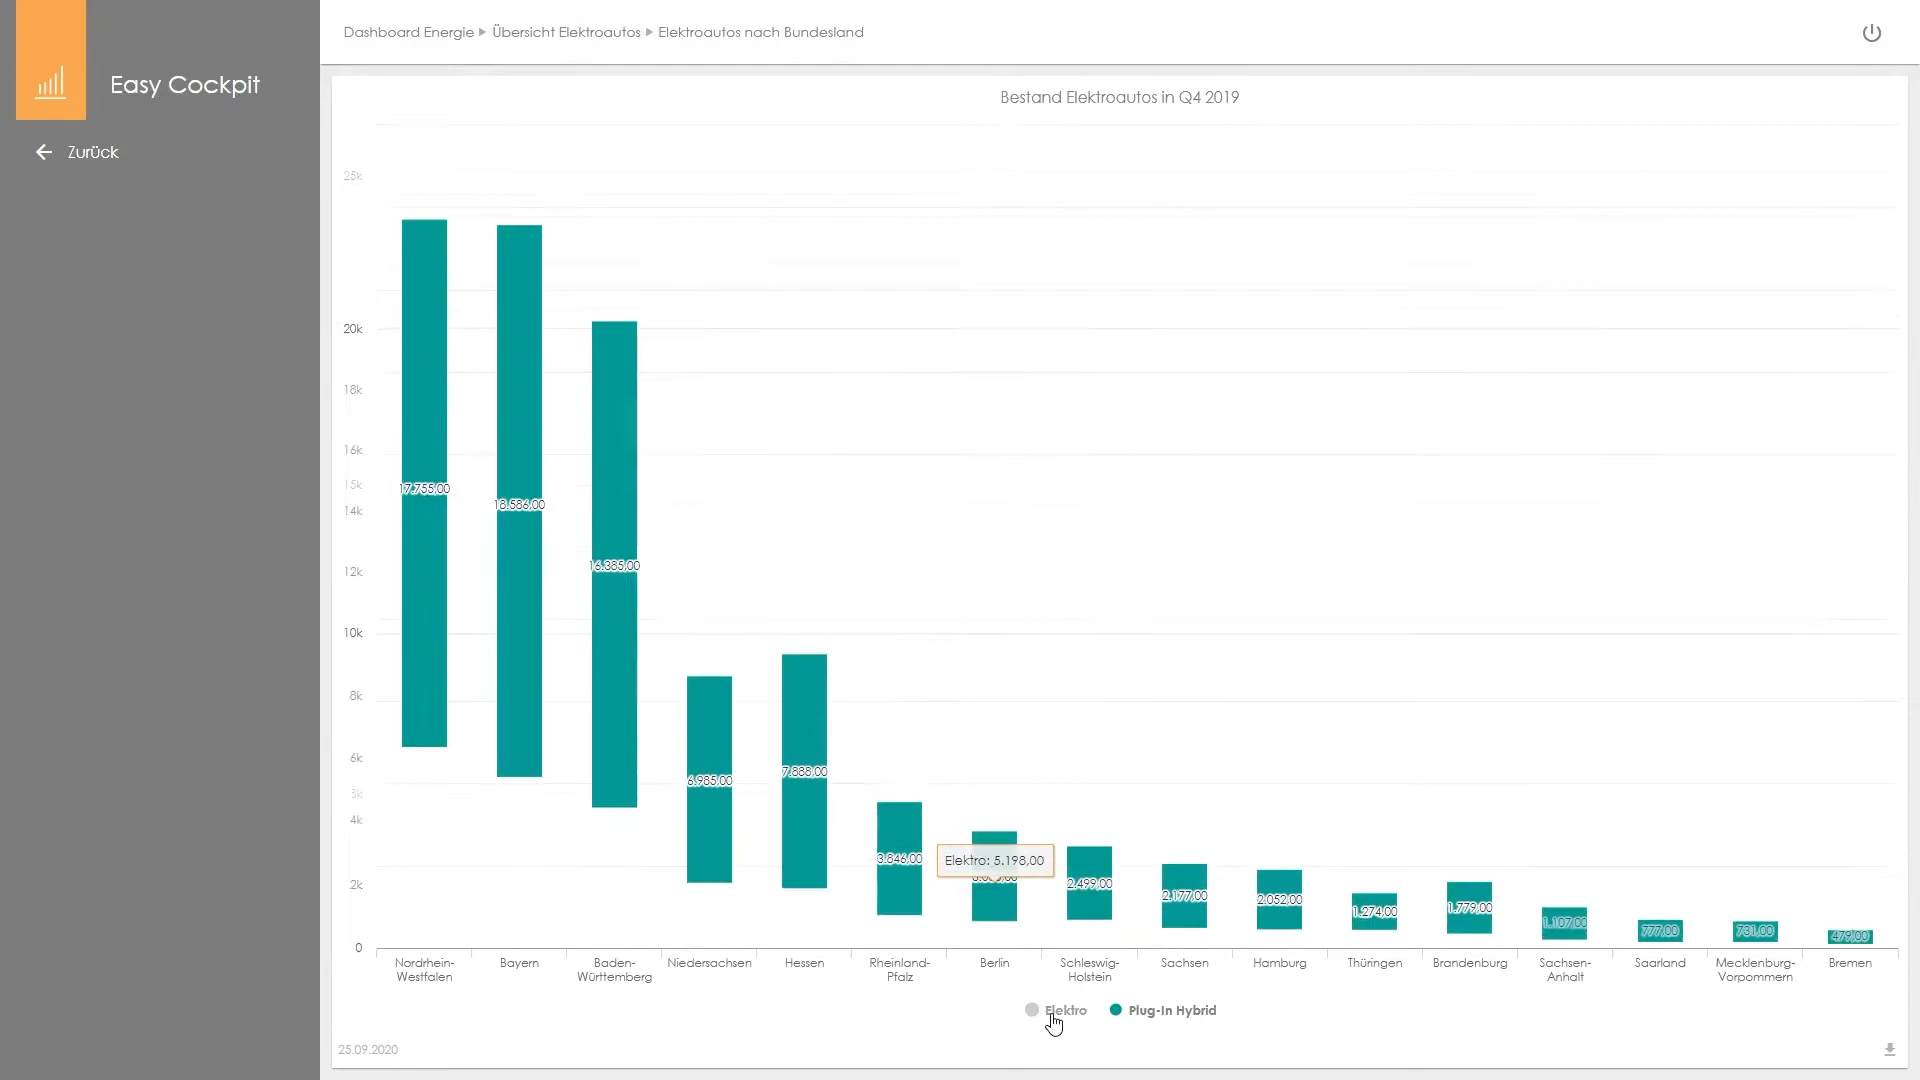 Easy Cockpit
Zurück
Dashboard Energie ▸ Übersicht Elektroautos ▸ Elektroautos nach Bundesland
Bestand Elektroautos in Q4 2019
25k
20k
18k
16k
15k
14k
12k
10k
8k
6k
4k
2k
0
17.755,00
18.586,00
16.385,00
6.985,00
7.888,00
3.846,00
Elektro: 5.198,00
2.499,00
2.177,00
2.052,00
1.274,00
1.779,00
1.107,00
777,00
731,00
479,00
Nordrhein-
Westfalen
Bayern
Baden-
Württemberg
Niedersachsen
Hessen
Rheinland-
Pfalz
Berlin
Schleswig-
Holstein
Sachsen
Hamburg
Thüringen
Brandenburg
Sachsen-
Anhalt
Saarland
Mecklenburg-
Vorpommern
Bremen
Elektro
Plug-In Hybrid
25.09.2020